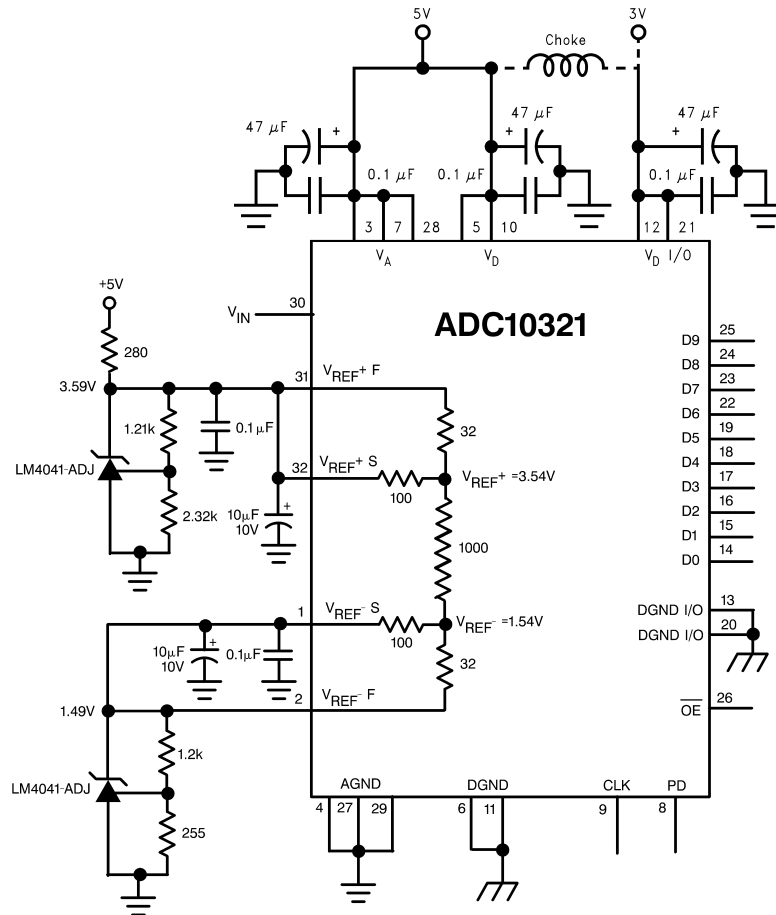 5V
3V
Choke
47 µF
+
+
47 µF
+
47 µF
0.1 µF
0.1 µF
0.1 µF
3
7
28
5
10
12
21
VA
VD
VD I/O
+5V
280
VIN
30
ADC10321
3.59V
31
VREF+ F
1.21k
0.1µF
32
LM4041-ADJ
32
VREF+ S
100
VREF+ =3.54V
2.32k
10µF
10V
+
1000
1
VREF- S
100
VREF- =1.54V
10µF
10V
+
0.1µF
32
1.49V
2
VREF- F
1.2k
LM4041-ADJ
255
D9
25
D8
24
D7
23
D6
22
D5
19
D4
18
D3
17
D2
16
D1
15
D0
14
DGND I/O
13
DGND I/O
20
OE
26
AGND
DGND
CLK
PD
4
27
29
6
11
9
8